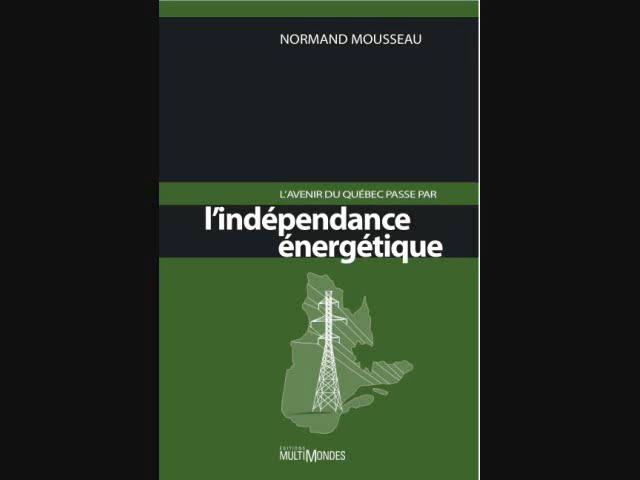 NORMAND MOUSSEAU
L'AVENIR DU QUÉBEC PASSE PAR
l'indépendance
énergétique
ÉDITIONS
MULTIMONDES